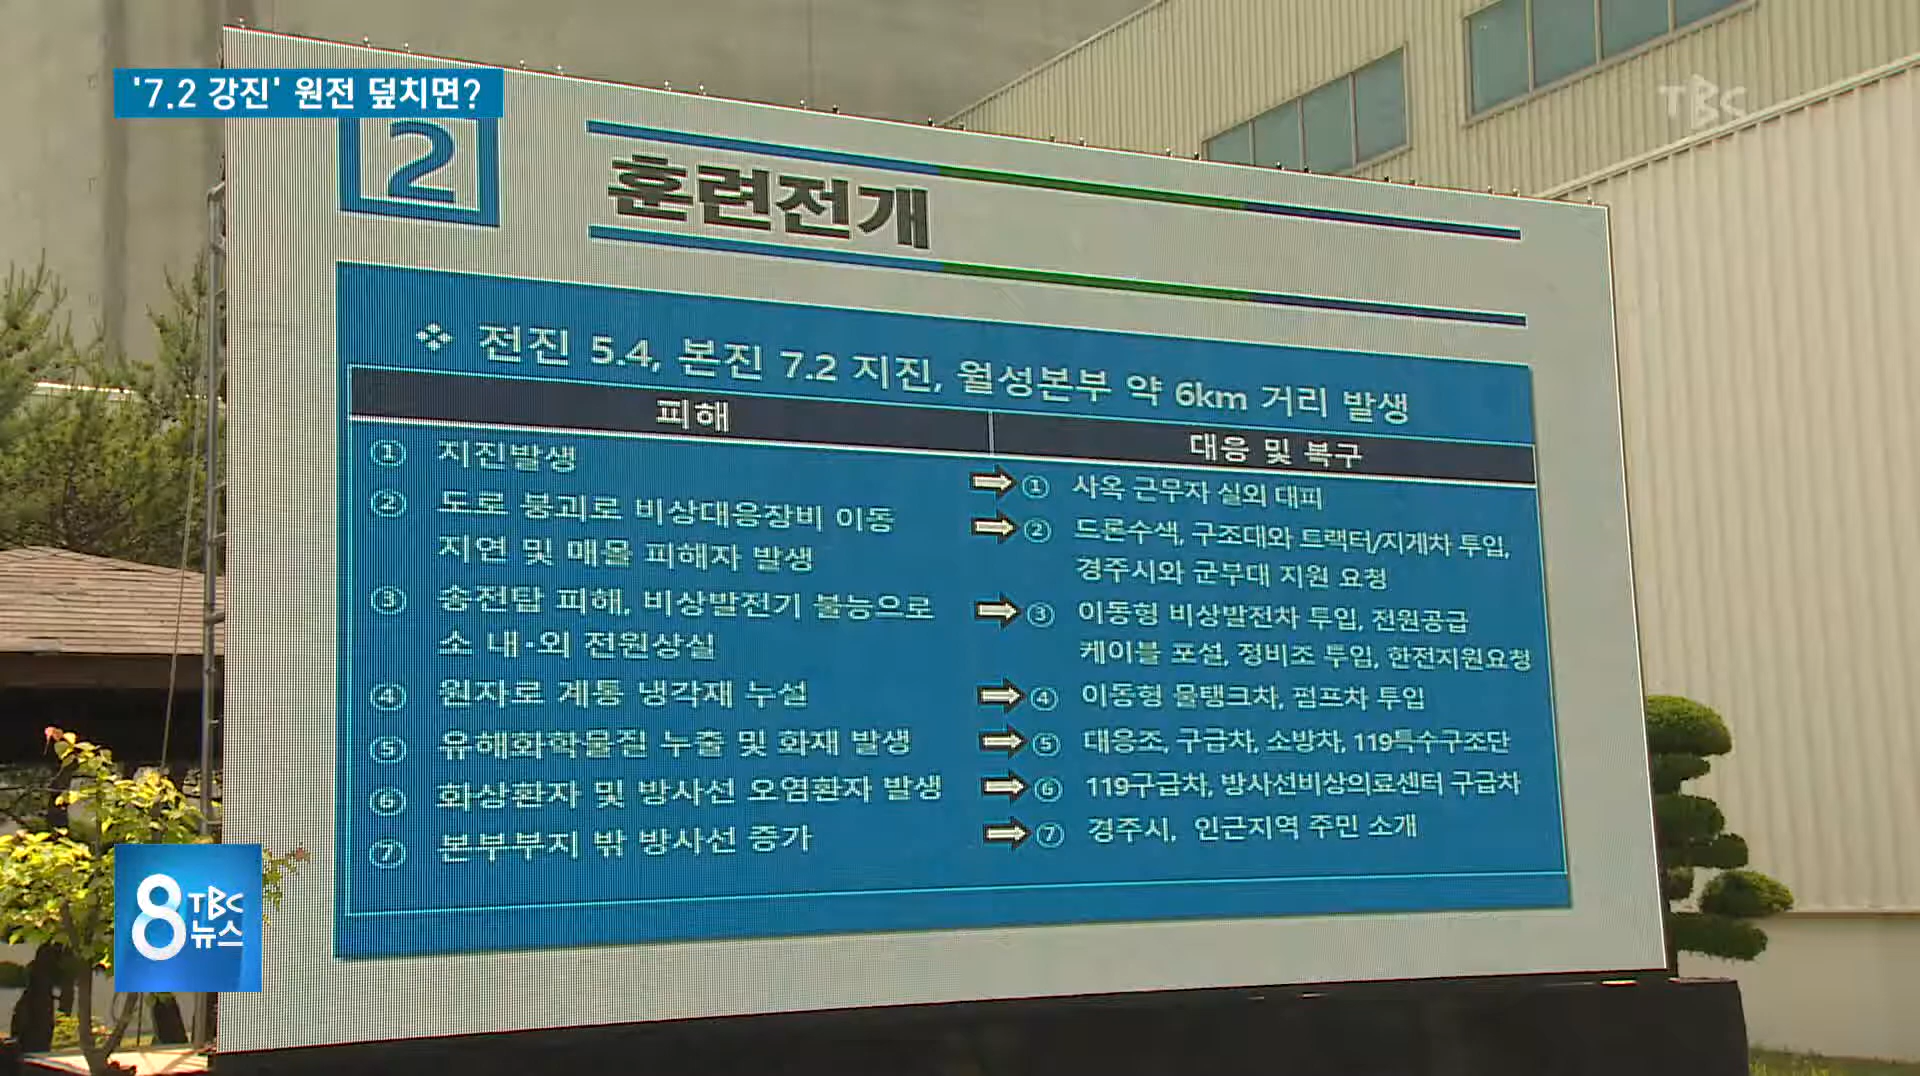 '7.2 강진' 원전 덮치면?
TBC
2
훈련전개
❖ 전진 5.4, 본진 7.2 지진, 월성본부 약 6km 거리 발생
피해
대응 및 복구
① 지진발생
⇨ ① 사옥 근무자 실외 대피
② 도로 붕괴로 비상대응장비 이동
지연 및 매몰 피해자 발생
⇨ ② 드론수색, 구조대와 트랙터/지게차 투입,
경주시와 군부대 지원 요청
③ 송전탑 피해, 비상발전기 불능으로
소 내·외 전원상실
⇨ ③ 이동형 비상발전차 투입, 전원공급
케이블 포설, 정비조 투입, 한전지원요청
④ 원자로 계통 냉각재 누설
⇨ ④ 이동형 물탱크차, 펌프차 투입
⑤ 유해화학물질 누출 및 화재 발생
⇨ ⑤ 대응조, 구급차, 소방차, 119특수구조단
⑥ 화상환자 및 방사선 오염환자 발생
⇨ ⑥ 119구급차, 방사선비상의료센터 구급차
⑦ 본부부지 밖 방사선 증가
⇨ ⑦ 경주시, 인근지역 주민 소개
8 TBC
뉴스